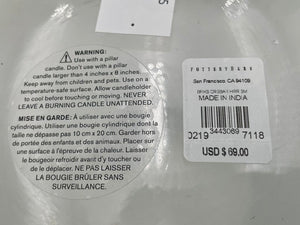 WARNING:
Use with a pillar
candle. Don't use with a pillar
candle larger than 4 inches x 8 inches.
Keep away from children and pets. Use on a
temperature-safe surface. Allow candleholder
to cool before touching or moving. NEVER
LEAVE A BURNING CANDLE UNATTENDED.
MISE EN GARDE: À utiliser avec une bougie
cylindrique. Utiliser une bougie cylindrique dont la
taille ne dépasse pas 10 cm x 20 cm. Garder hors
de portée des enfants et des animaux. Placer sur
une surface à l'épreuve de la chaleur. Laissez
le bougeoir refroidir avant d'y toucher ou
de le déplacer. NE PAS LAISSER
LA BOUGIE BRÛLER SANS
SURVEILLANCE.
5
POTTERY BARN
San Francisco, CA 94109
MADE IN INDIA
0219 3443069 7118
USD $ 69.00